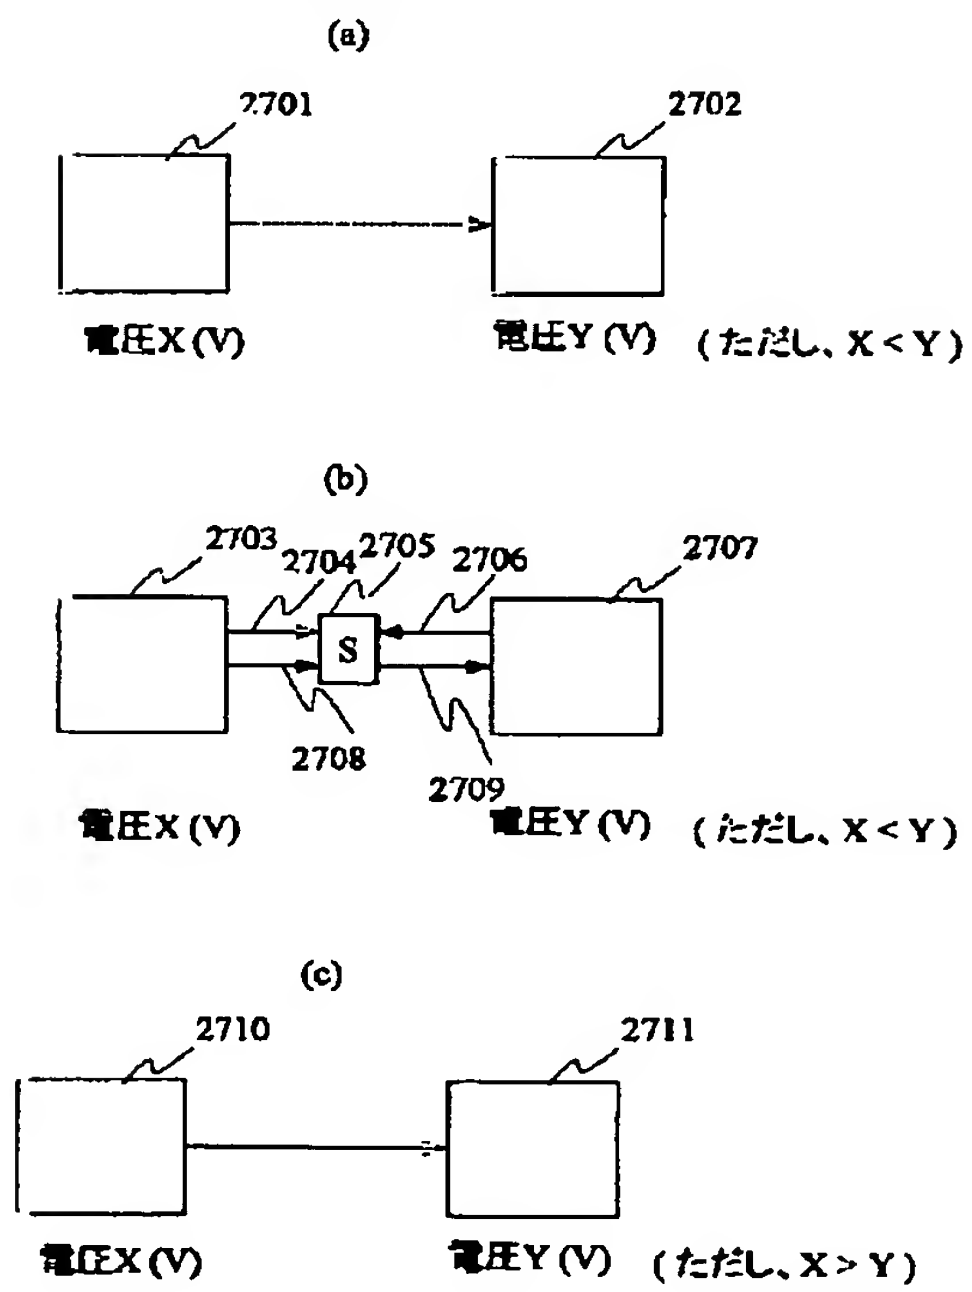 (a)
2701
2702
電圧X (V)
電圧Y (V)
(ただし、X < Y)
(b)
2703
2704
2705
2706
2707
S
2708
2709
電圧X (V)
電圧Y (V)
(ただし、X < Y)
(c)
2710
2711
電圧X (V)
電圧Y (V)
(ただし、X > Y)